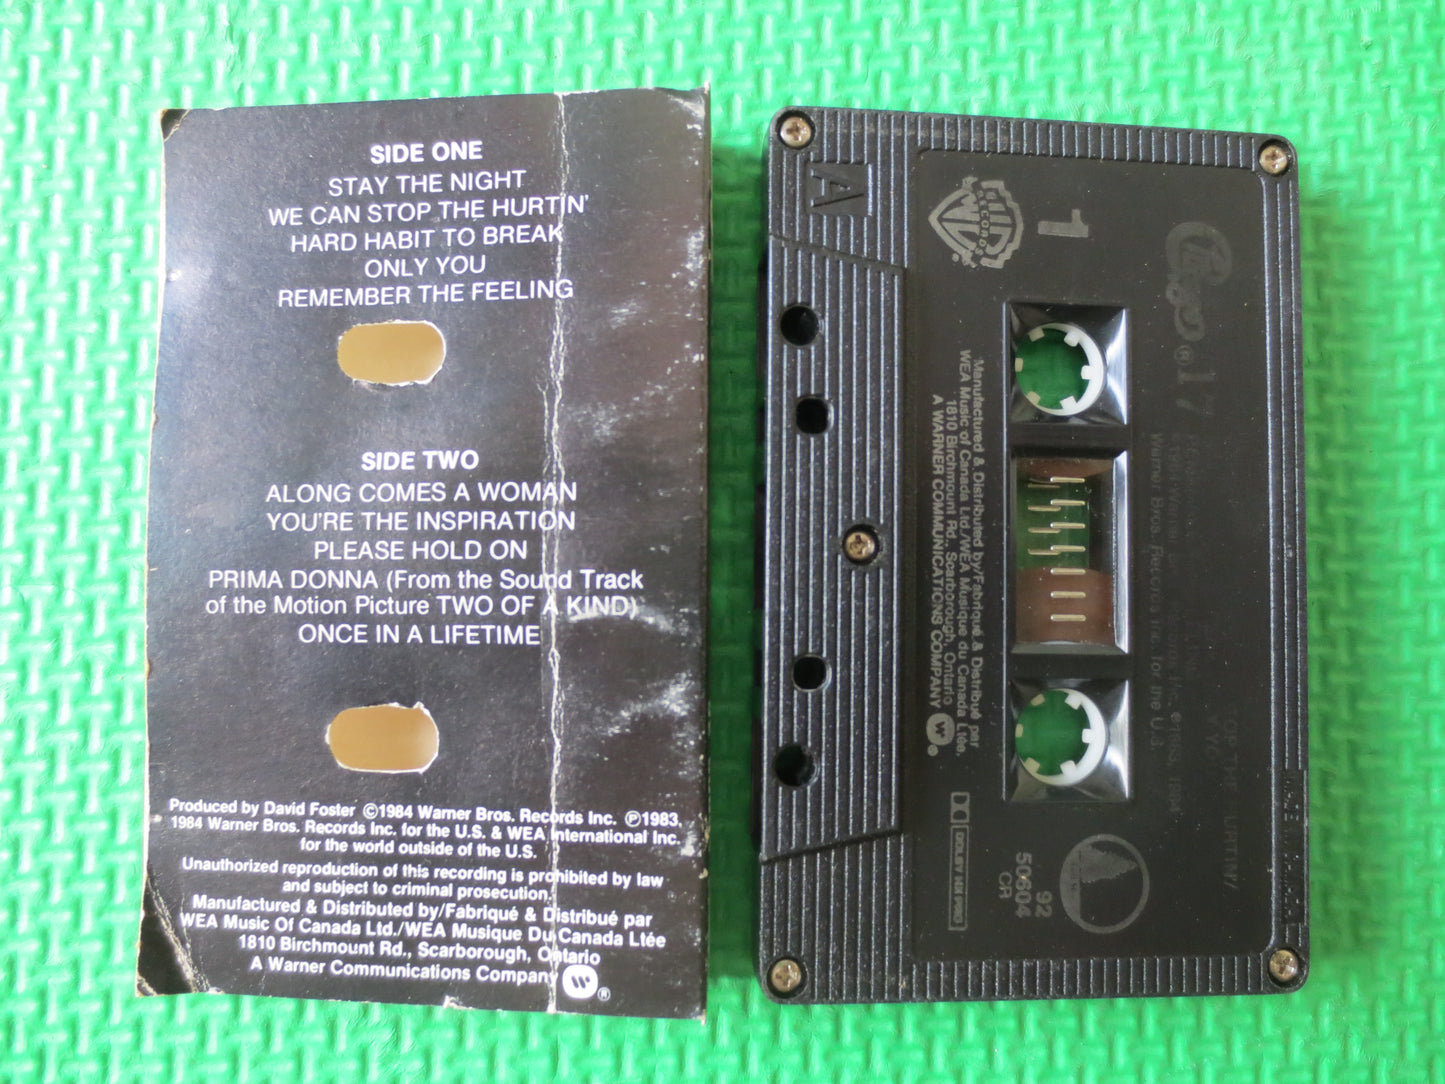 SIDE ONE
STAY THE NIGHT
WE CAN STOP THE HURTIN'
HARD HABIT TO BREAK
ONLY YOU
REMEMBER THE FEELING
SIDE TWO
ALONG COMES A WOMAN
YOU'RE THE INSPIRATION
PLEASE HOLD ON
PRIMA DONNA (From the Sound Track
of the Motion Picture TWO OF A KIND)
ONCE IN A LIFETIME
Produced by David Foster ©1984 Warner Bros. Records Inc. ℗1983,
1984 Warner Bros. Records Inc. for the U.S. & WEA International Inc.
for the world outside of the U.S.
Unauthorized reproduction of this recording is prohibited by law
and subject to criminal prosecution.
Manufactured & Distributed by/Fabriqué & Distribué par
WEA Music Of Canada Ltd./WEA Musique Du Canada Ltée
1810 Birchmount Rd., Scarborough, Ontario
A Warner Communications Company
®
A
WB
RECORDS
1
Chicago® 17
Warner Bros. Records Inc. for the U.S.
Manufactured & Distributed by/Fabriqué & Distribué par
WEA Music of Canada Ltd./WEA Musique du Canada Ltée.
1810 Birchmount Rd., Scarborough, Ontario
A WARNER COMMUNICATIONS COMPANY
®
DOLBY HX PRO
92
50604
CR